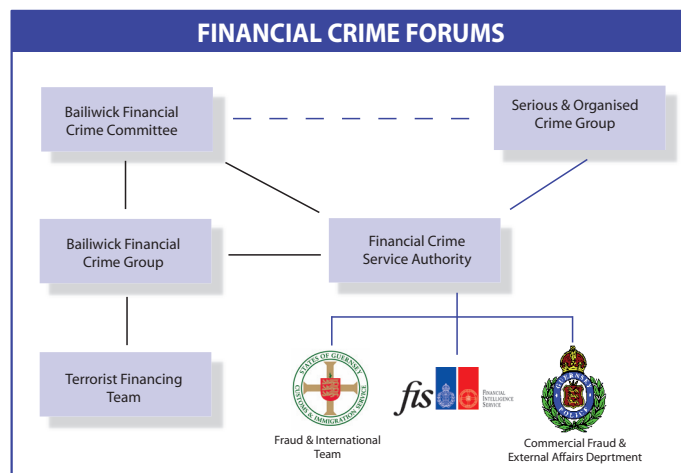 FINANCIAL CRIME FORUMS
Bailiwick Financial
Crime Committee
Serious & Organised
Crime Group
Bailiwick Financial
Crime Group
Financial Crime
Service Authority
Terrorist Financing
Team
STATES OF GUERNSEY
CUSTOMS & IMMIGRATION SERVICE
Fraud & International
Team
fis
FINANCIAL
INTELLIGENCE
SERVICE
GUERNSEY
POLICE
Commercial Fraud &
External Affairs Deprtment